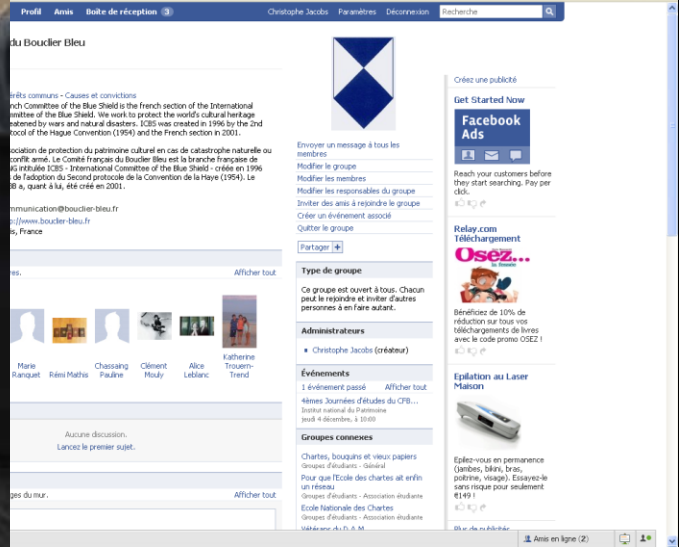 Profil Amis Boîte de réception 3 Christophe Jacobs Paramètres Déconnexion Recherche
du Bouclier Bleu
érêts communs - Causes et convictions
nch Committee of the Blue Shield is the french section of the International
mmittee of the Blue Shield. We work to protect the world's cultural heritage
eatened by wars and natural disasters. ICBS was created in 1996 by the 2nd
tocol of the Hague Convention (1954) and the French section in 2001.
sociation de protection du patrimoine culturel en cas de catastrophe naturelle ou
conflit armé. Le Comité français du Bouclier Bleu est la branche française de
NG intitulée ICBS - International Committee of the Blue Shield - créée en 1996
s de l'adoption du Second protocole de la Convention de la Haye (1954). Le
BB a, quant à lui, été créé en 2001.
mmunication@bouclier-bleu.fr
p://www.bouclier-bleu.fr
is, France
res. Afficher tout
Marie Ranquet
Rémi Mathis
Chassaing Pauline
Clément Mouly
Alice Leblanc
Katherine Trouern-Trend
Aucune discussion.
Lancez le premier sujet.
ges du mur. Afficher tout
Envoyer un message à tous les
membres
Modifier le groupe
Modifier les membres
Modifier les responsables du groupe
Inviter des amis à rejoindre le groupe
Créer un événement associé
Quitter le groupe
Partager +
Type de groupe
Ce groupe est ouvert à tous. Chacun
peut le rejoindre et inviter d'autres
personnes à en faire autant.
Administrateurs
Christophe Jacobs (créateur)
Événements
1 événement passé Afficher tout
4èmes Journées d'études du CFB...
Institut national du Patrimoine
jeudi 4 décembre, à 10:00
Groupes connexes
Chartes, bouquins et vieux papiers
Groupes d'étudiants - Général
Pour que l'Ecole des chartes ait enfin
un réseau
Groupes d'étudiants - Association étudiante
Ecole Nationale des Chartes
Groupes d'étudiants - Association étudiante
Vétérans du D.A.M.
Créez une publicité
Get Started Now
Facebook
Ads
Reach your customers before
they start searching. Pay per
click.
Relay.com
Téléchargement
Osez...
Bénéficiez de 10% de
réduction sur tous vos
téléchargements de livres
avec le code promo OSEZ !
Epilation au Laser
Maison
Epilez-vous en permanence
(jambes, bikini, bras,
poitrine, visage). Essayez-le
sans risque pour seulement
€149 !
Plus de publicités
Amis en ligne (2)